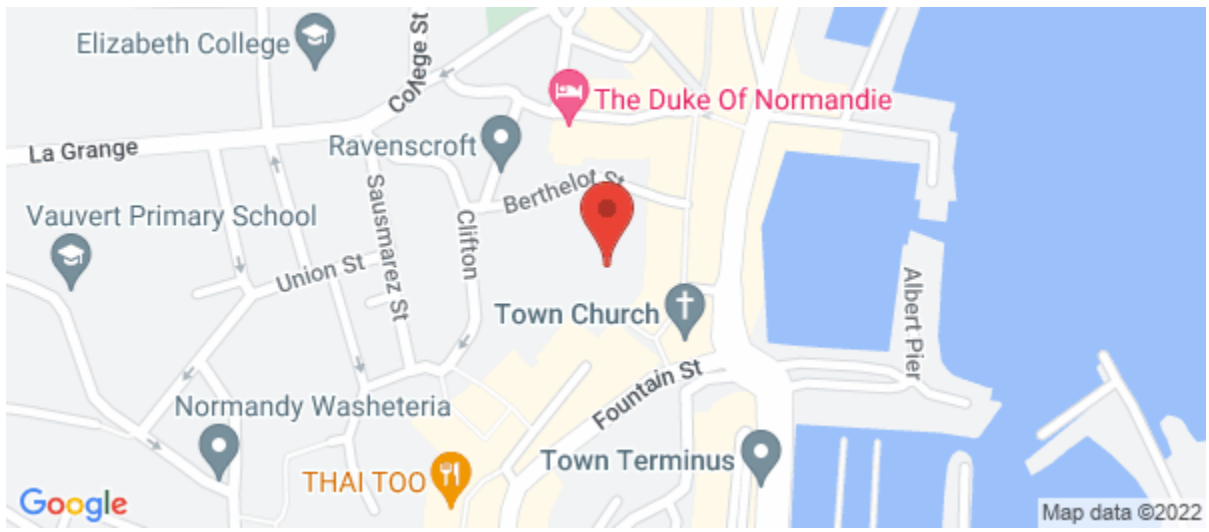 Elizabeth College
College St
The Duke Of Normandie
La Grange
Ravenscroft
Berthelot St
Vauvert Primary School
Sausmarez St
Clifton
Union St
Albert Pier
Town Church
Fountain St
Normandy Washeteria
THAI TOO
Town Terminus
Google
Map data ©2022